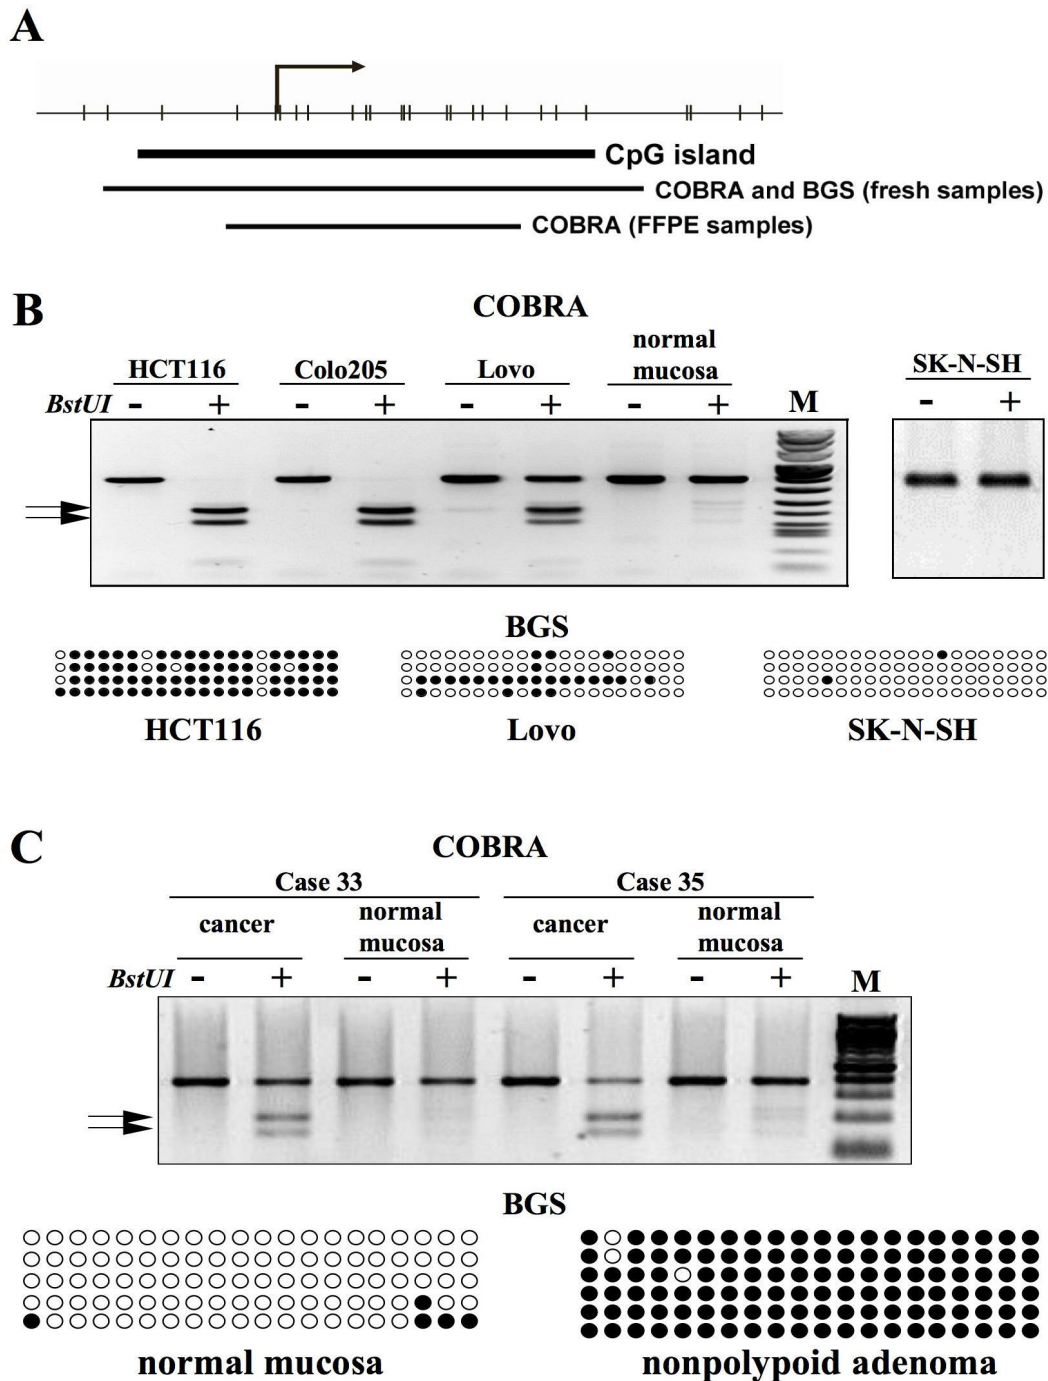 A
CpG island
COBRA and BGS (fresh samples)
COBRA (FFPE samples)
B
COBRA
HCT116 Colo205 Lovo normal mucosa SK-N-SH
BstUI - + - + - + - + M - +
BGS
HCT116 Lovo SK-N-SH
C
COBRA
Case 33 Case 35
cancer normal mucosa cancer normal mucosa
BstUI - + - + - + - + M
BGS
normal mucosa nonpolypoid adenoma